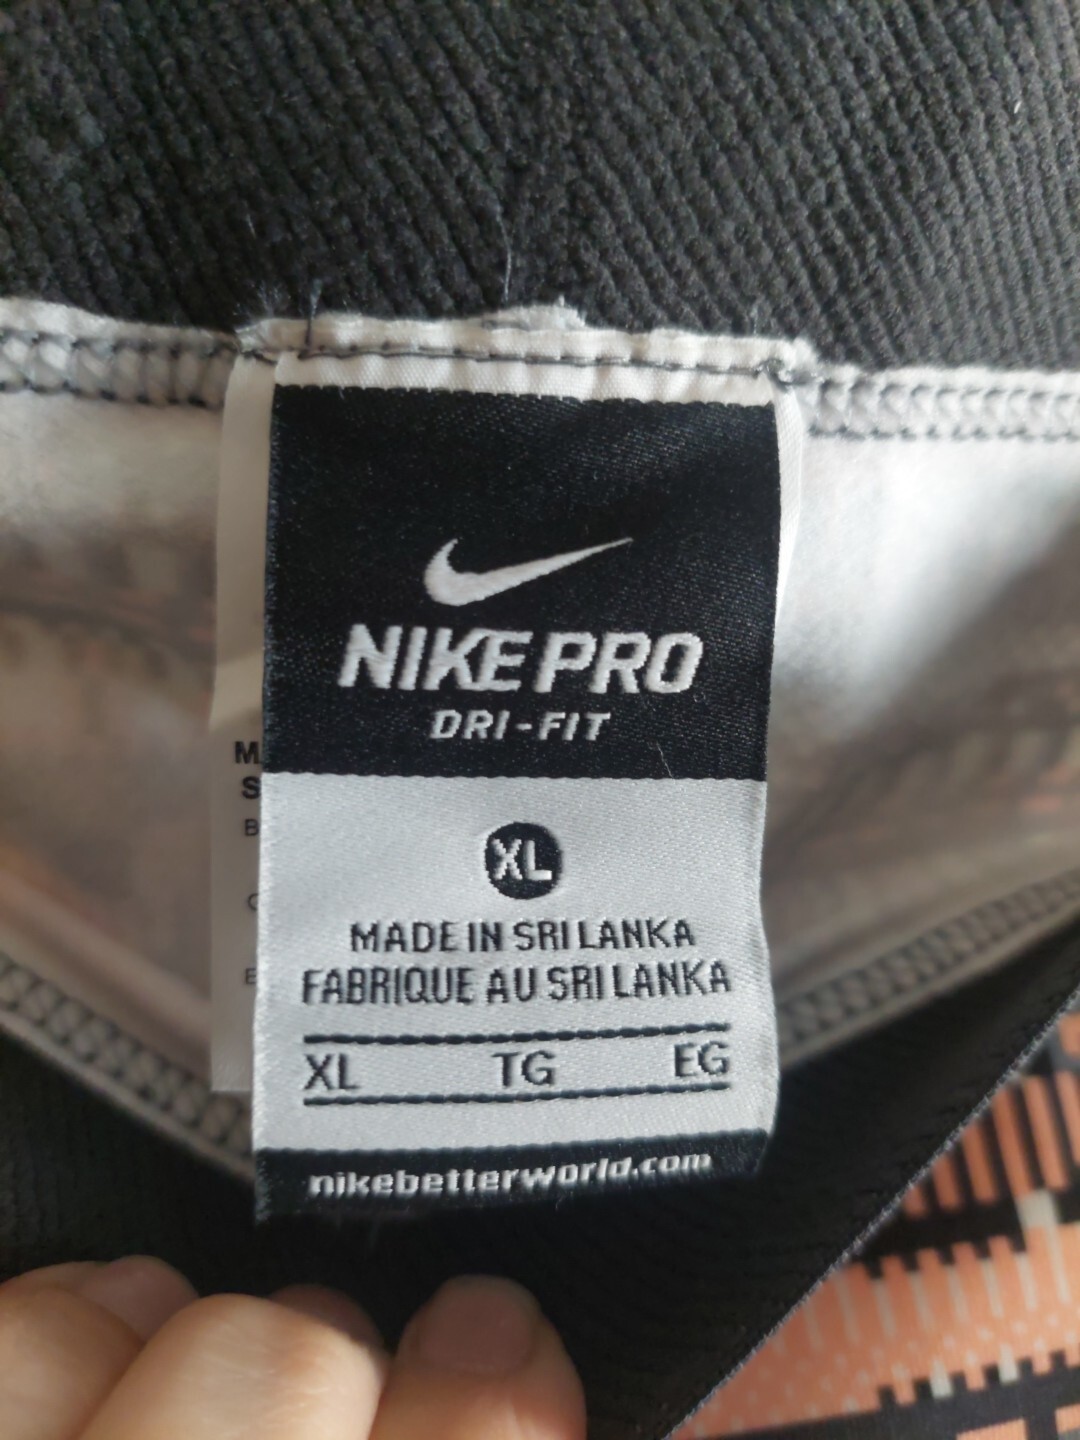 NIKE PRO
DRI-FIT
XL
MADE IN SRI LANKA
FABRIQUE AU SRI LANKA
XL TG EG
nikebetterworld.com